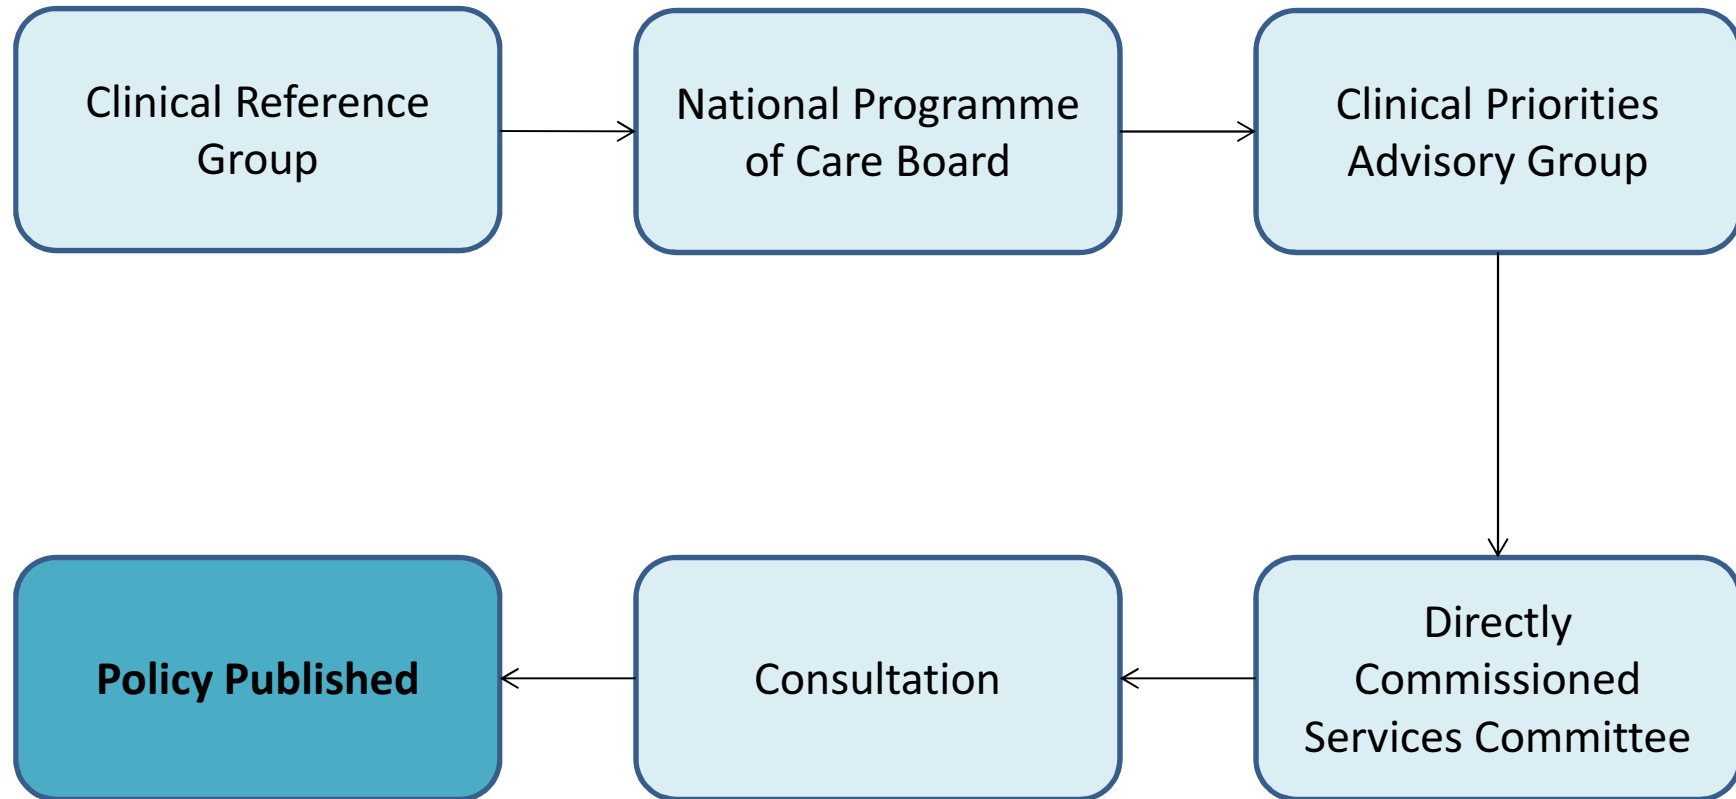 Clinical Reference
Group
National Programme
of Care Board
Clinical Priorities
Advisory Group
Policy Published
Consultation
Directly
Commissioned
Services Committee